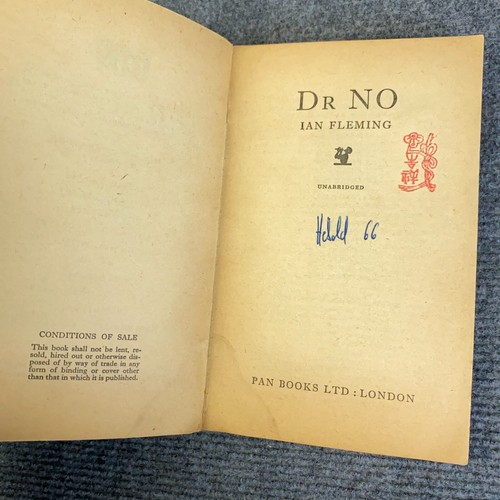 CONDITIONS OF SALE
This book shall not be lent, re-
sold, hired out or otherwise dis-
posed of by way of trade in any
form of binding or cover other
than that in which it is published.
DR NO
IAN FLEMING
UNABRIDGED
66
PAN BOOKS LTD : LONDON